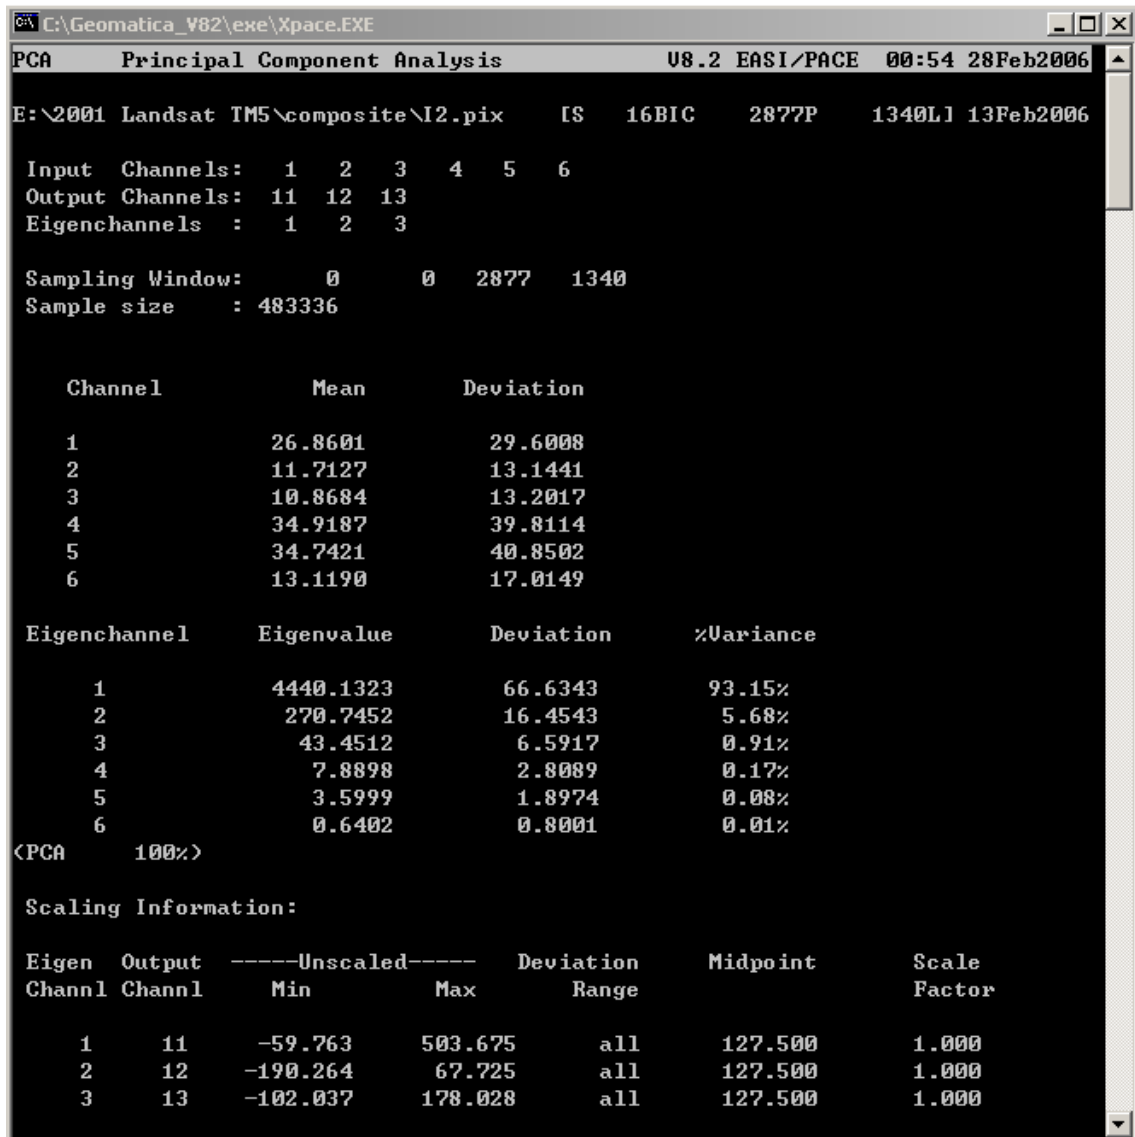 C:\Geomatica_V82\exe\Xpace.EXE
PCA Principal Component Analysis V8.2 EASI/PACE 00:54 28Feb2006
E:\2001 Landsat TM5\composite\I2.pix [S 16BIC 2877P 1340L] 13Feb2006
Input Channels: 1 2 3 4 5 6
Output Channels: 11 12 13
Eigenchannels : 1 2 3
Sampling Window: 0 0 2877 1340
Sample size : 483336
Channel Mean Deviation
1 26.8601 29.6008
2 11.7127 13.1441
3 10.8684 13.2017
4 34.9187 39.8114
5 34.7421 40.8502
6 13.1190 17.0149
Eigenchannel Eigenvalue Deviation %Variance
1 4440.1323 66.6343 93.15%
2 270.7452 16.4543 5.68%
3 43.4512 6.5917 0.91%
4 7.8898 2.8089 0.17%
5 3.5999 1.8974 0.08%
6 0.6402 0.8001 0.01%
(PCA 100%)
Scaling Information:
Eigen Output -----Unscaled----- Deviation Midpoint Scale
Channl Channl Min Max Range Factor
1 11 -59.763 503.675 all 127.500 1.000
2 12 -190.264 67.725 all 127.500 1.000
3 13 -102.037 178.028 all 127.500 1.000